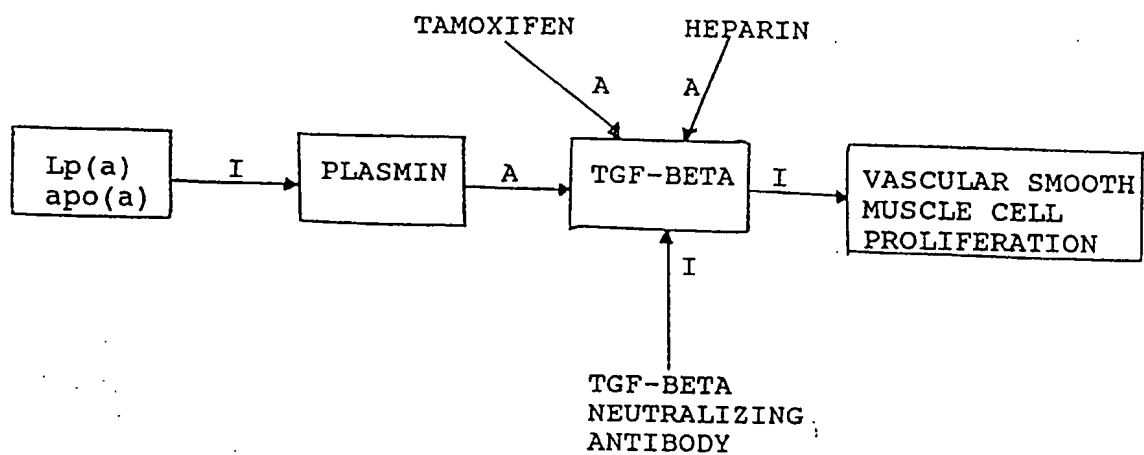 TAMOXIFEN
HEPARIN
A
A
Lp(a)
apo(a)
I
PLASMIN
A
TGF-BETA
I
VASCULAR SMOOTH
MUSCLE CELL
PROLIFERATION
I
TGF-BETA
NEUTRALIZING
ANTIBODY